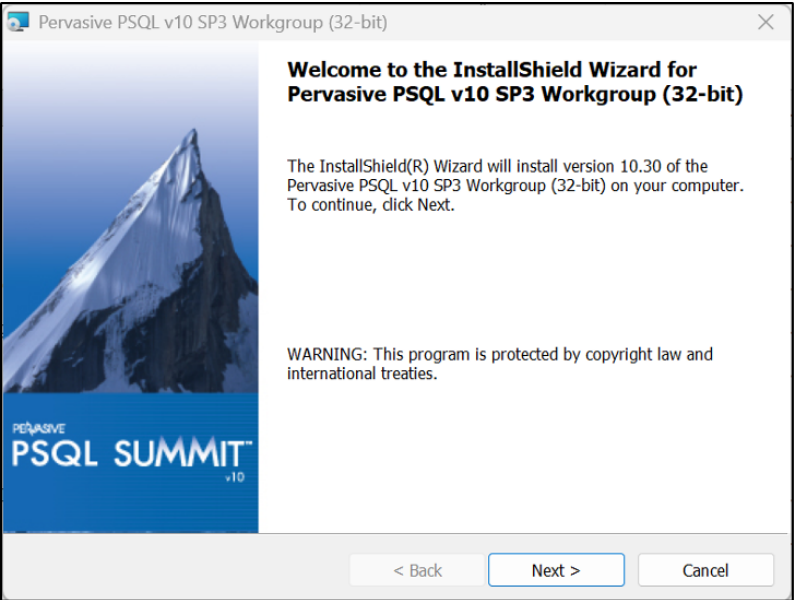 Pervasive PSQL v10 SP3 Workgroup (32-bit)
Welcome to the InstallShield Wizard for
Pervasive PSQL v10 SP3 Workgroup (32-bit)
The InstallShield(R) Wizard will install version 10.30 of the
Pervasive PSQL v10 SP3 Workgroup (32-bit) on your computer.
To continue, click Next.
WARNING: This program is protected by copyright law and
international treaties.
PERVASIVE
PSQL SUMMIT™
v10
< Back
Next >
Cancel